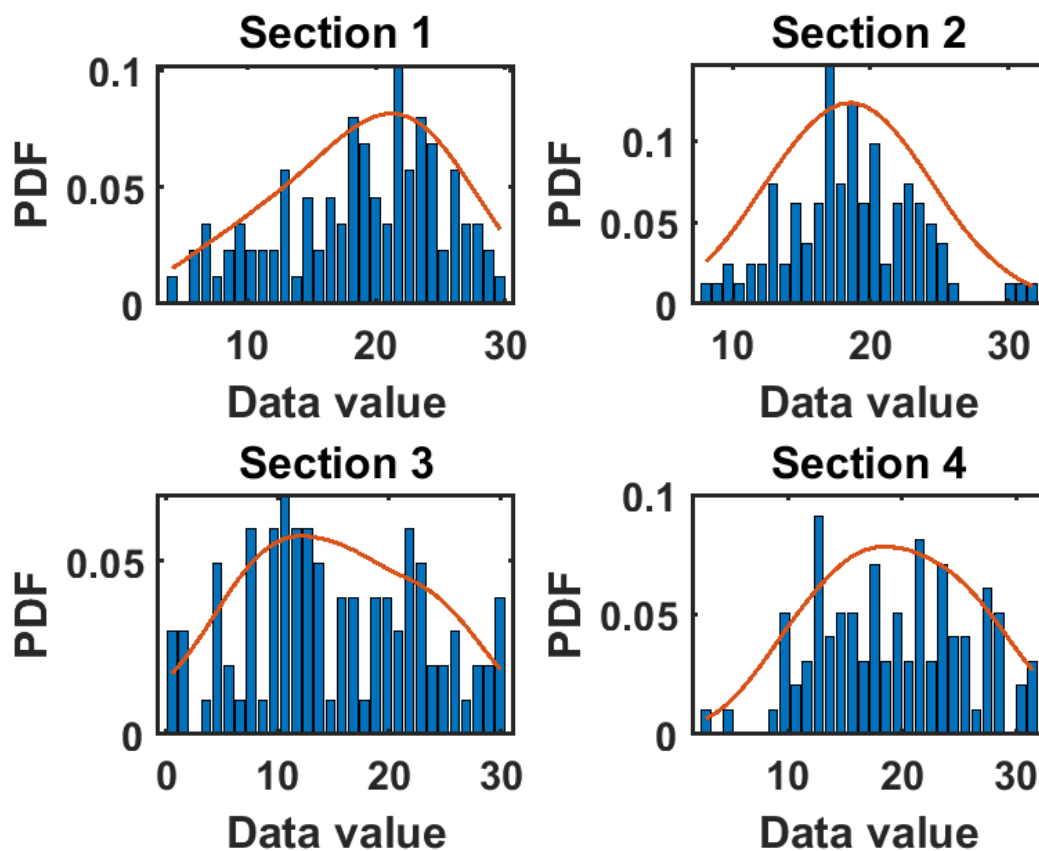 Section 1
PDF
0.1
0.05
0
10
20
30
Data value
Section 2
PDF
0.1
0.05
0
10
20
30
Data value
Section 3
PDF
0.05
0
0
10
20
30
Data value
Section 4
PDF
0.1
0.05
0
10
20
30
Data value